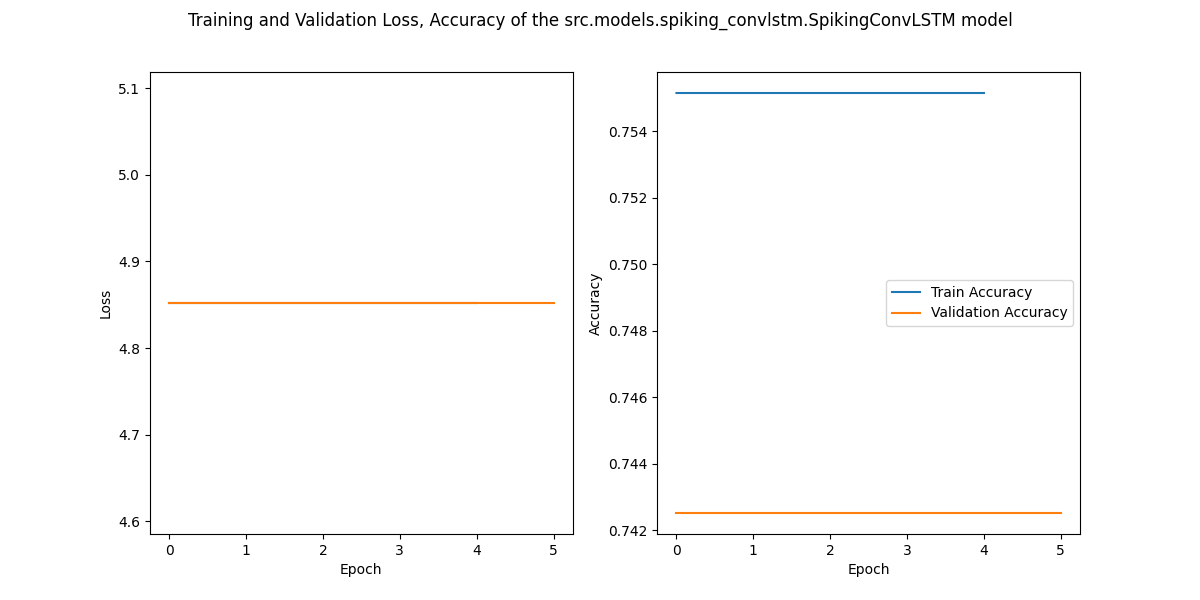 Training and Validation Loss, Accuracy of the src.models.spiking_convlstm.SpikingConvLSTM model
5.1
5.0
4.9
4.8
4.7
4.6
Loss
0 1 2 3 4 5
Epoch
0.754
0.752
0.750
0.748
0.746
0.744
0.742
Accuracy
Train Accuracy
Validation Accuracy
0 1 2 3 4 5
Epoch